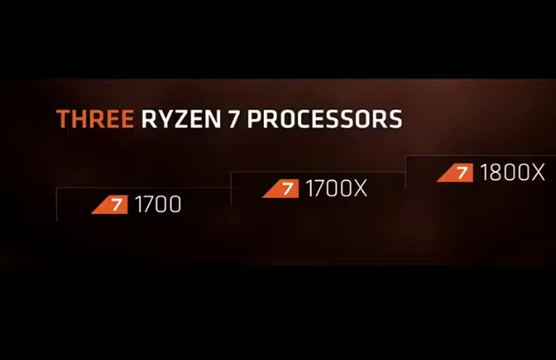 THREE RYZEN 7 PROCESSORS
7 1700
7 1700X
7 1800X